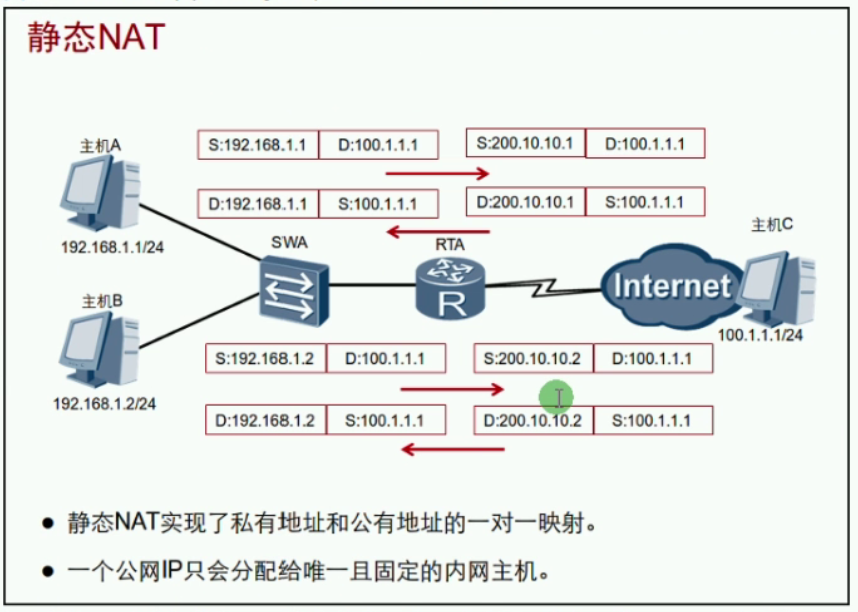 静态NAT
主机A
S:192.168.1.1 D:100.1.1.1
S:200.10.10.1 D:100.1.1.1
D:192.168.1.1 S:100.1.1.1
D:200.10.10.1 S:100.1.1.1
192.168.1.1/24
SWA
RTA
主机C
主机B
R
Internet
100.1.1.1/24
S:192.168.1.2 D:100.1.1.1
S:200.10.10.2 D:100.1.1.1
192.168.1.2/24
D:192.168.1.2 S:100.1.1.1
D:200.10.10.2 S:100.1.1.1
● 静态NAT实现了私有地址和公有地址的一对一映射。
● 一个公网IP只会分配给唯一且固定的内网主机。